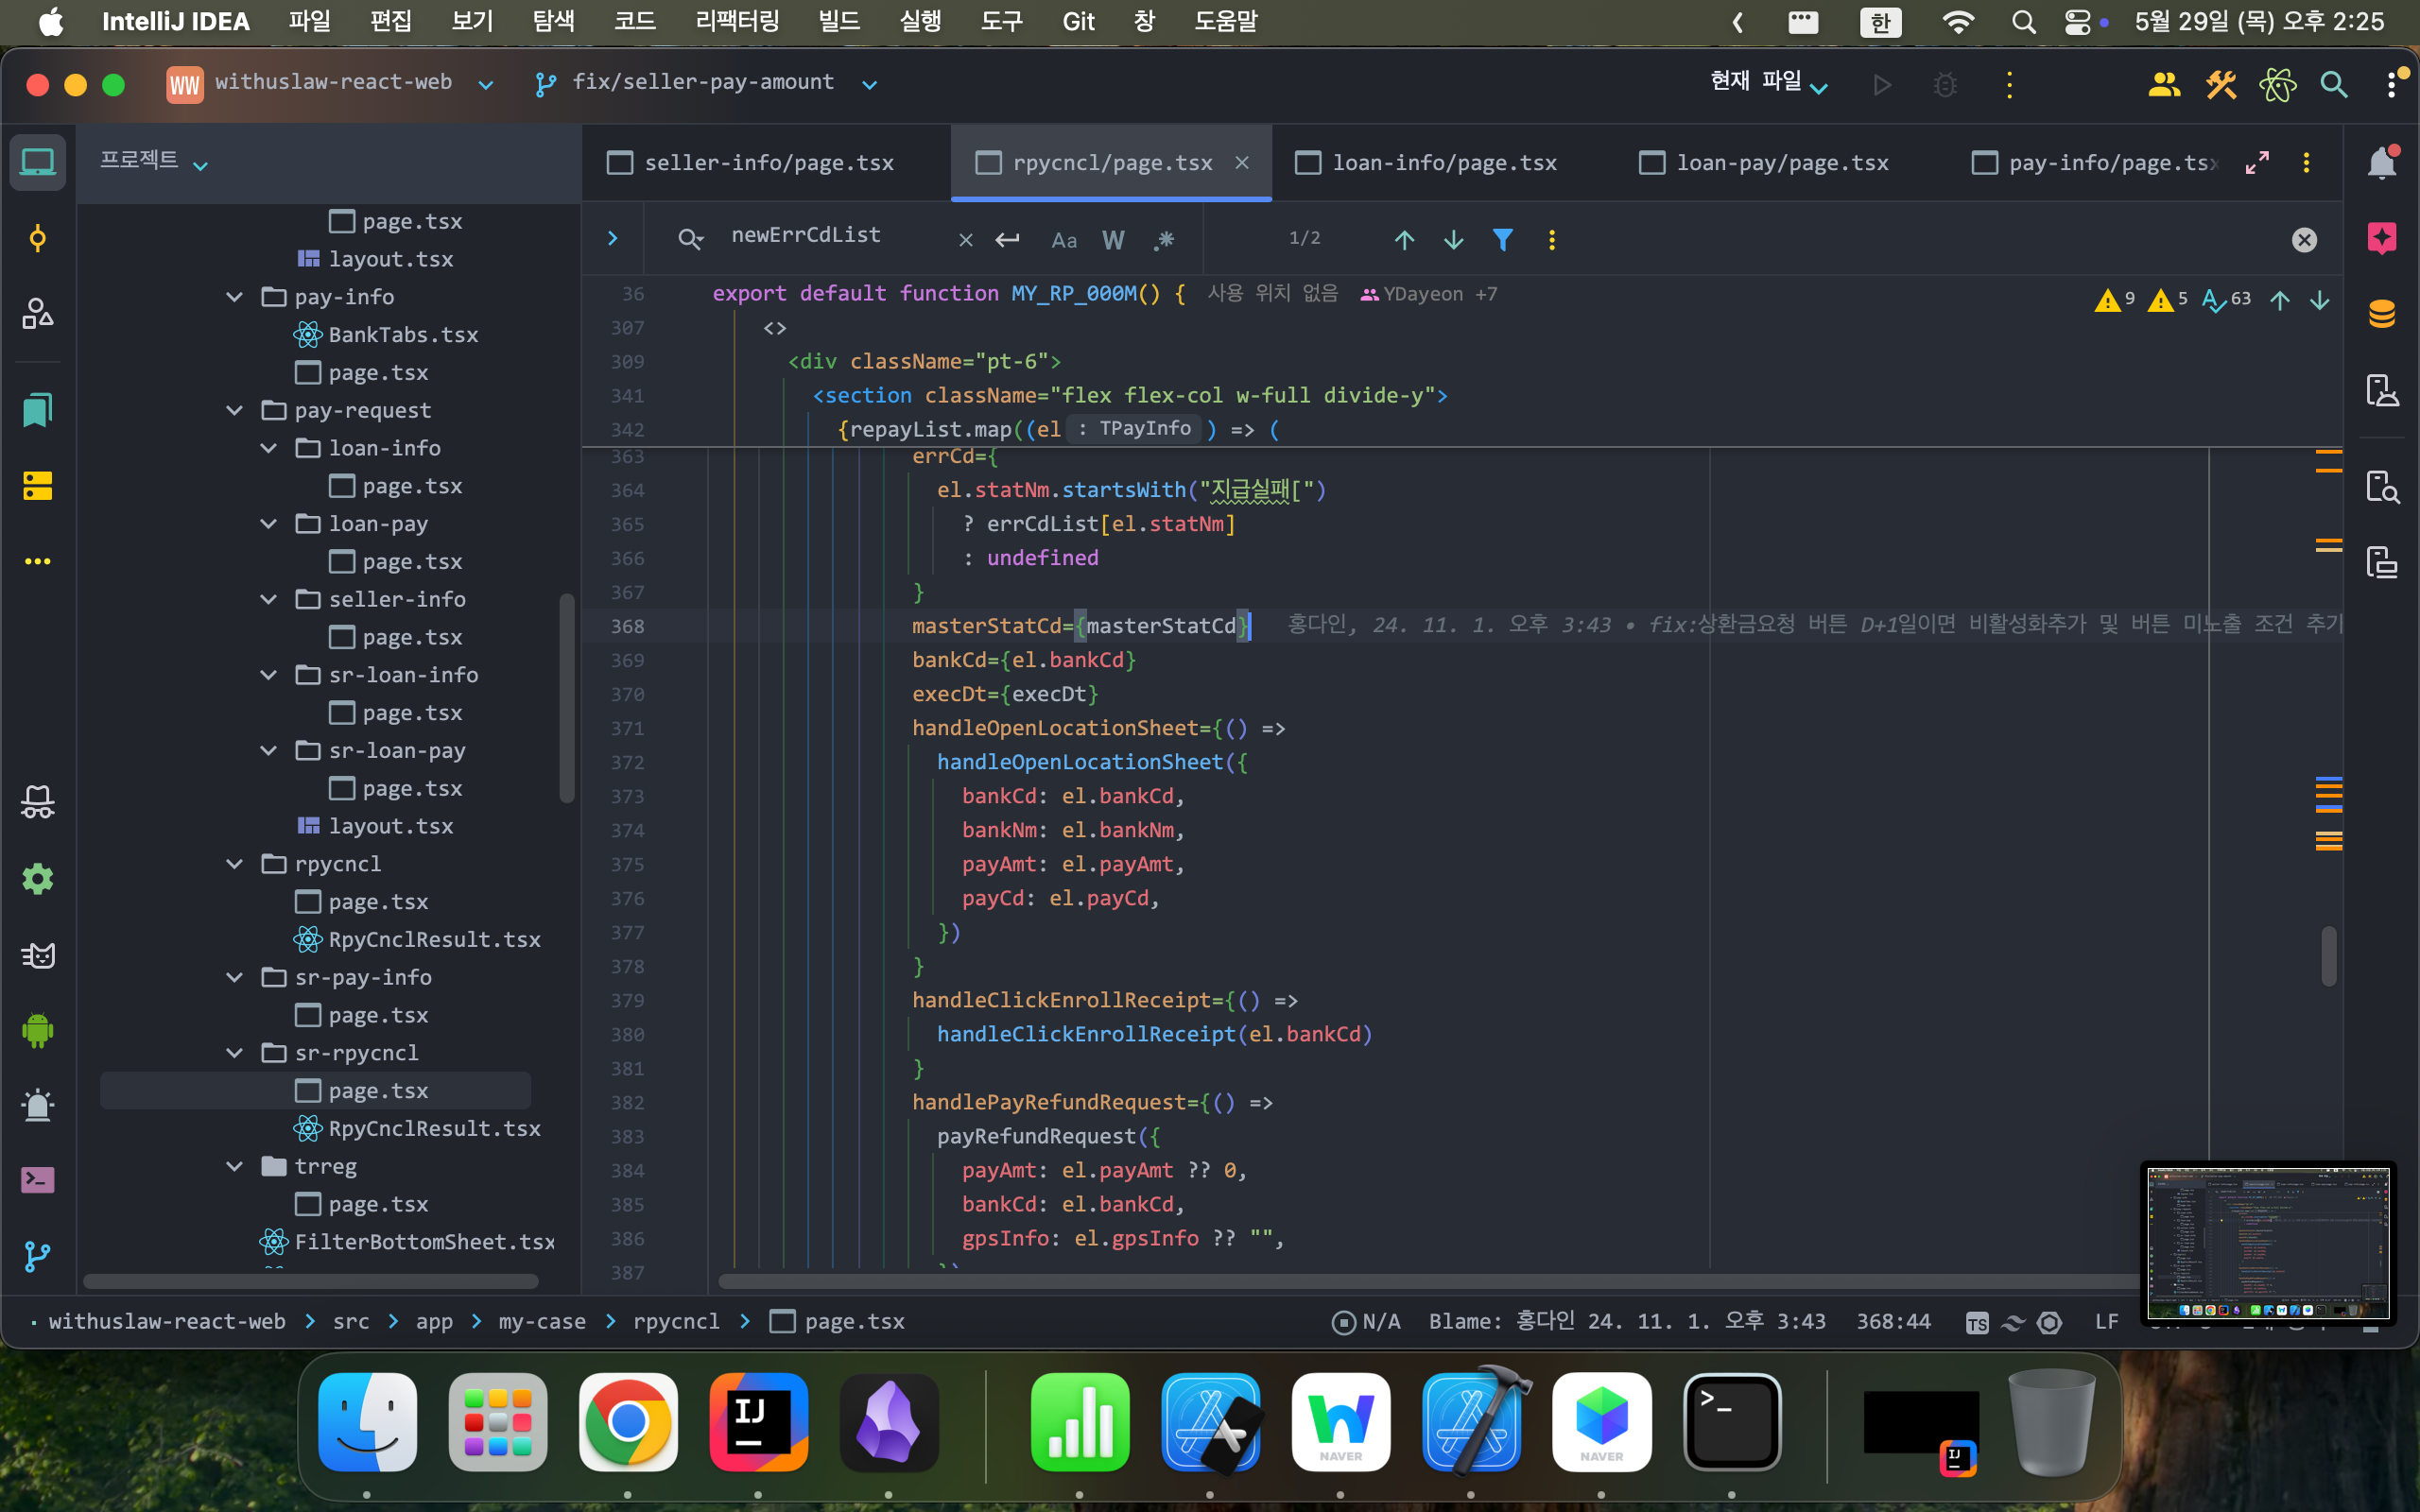 IntelliJ IDEA 파일 편집 보기 탐색 코드 리팩터링 빌드 실행 도구 Git 창 도움말 한 5월 29일 (목) 오후 2:25
WW withuslaw-react-web fix/seller-pay-amount 현재 파일
프로젝트
seller-info/page.tsx rpycncl/page.tsx loan-info/page.tsx loan-pay/page.tsx pay-info/page.tsx
newErrCdList Aa W .* 1/2
page.tsx
layout.tsx
pay-info
BankTabs.tsx
page.tsx
pay-request
loan-info
page.tsx
loan-pay
page.tsx
seller-info
page.tsx
sr-loan-info
page.tsx
sr-loan-pay
page.tsx
layout.tsx
rpycncl
page.tsx
RpyCnclResult.tsx
sr-pay-info
page.tsx
sr-rpycncl
page.tsx
RpyCnclResult.tsx
trreg
page.tsx
FilterBottomSheet.tsx
36 export default function MY_RP_000M() { 사용 위치 없음 YDayeon +7
9 5 63
307 <>
309 <div className="pt-6">
341 <section className="flex flex-col w-full divide-y">
342 {repayList.map((el : TPayInfo ) => (
363 errCd={
364 el.statNm.startsWith("지급실패[")
365 ? errCdList[el.statNm]
366 : undefined
367 }
368 masterStatCd={masterStatCd} 홍다인, 24. 11. 1. 오후 3:43 • fix:상환금요청 버튼 D+1일이면 비활성화추가 및 버튼 미노출 조건 추가
369 bankCd={el.bankCd}
370 execDt={execDt}
371 handleOpenLocationSheet={() =>
372 handleOpenLocationSheet({
373 bankCd: el.bankCd,
374 bankNm: el.bankNm,
375 payAmt: el.payAmt,
376 payCd: el.payCd,
377 })
378 }
379 handleClickEnrollReceipt={() =>
380 handleClickEnrollReceipt(el.bankCd)
381 }
382 handlePayRefundRequest={() =>
383 payRefundRequest({
384 payAmt: el.payAmt ?? 0,
385 bankCd: el.bankCd,
386 gpsInfo: el.gpsInfo ?? "",
387 })
withuslaw-react-web src app my-case rpycncl page.tsx N/A Blame: 홍다인 24. 11. 1. 오후 3:43 368:44 TS LF
IJ NAVER NAVER >_ IJ